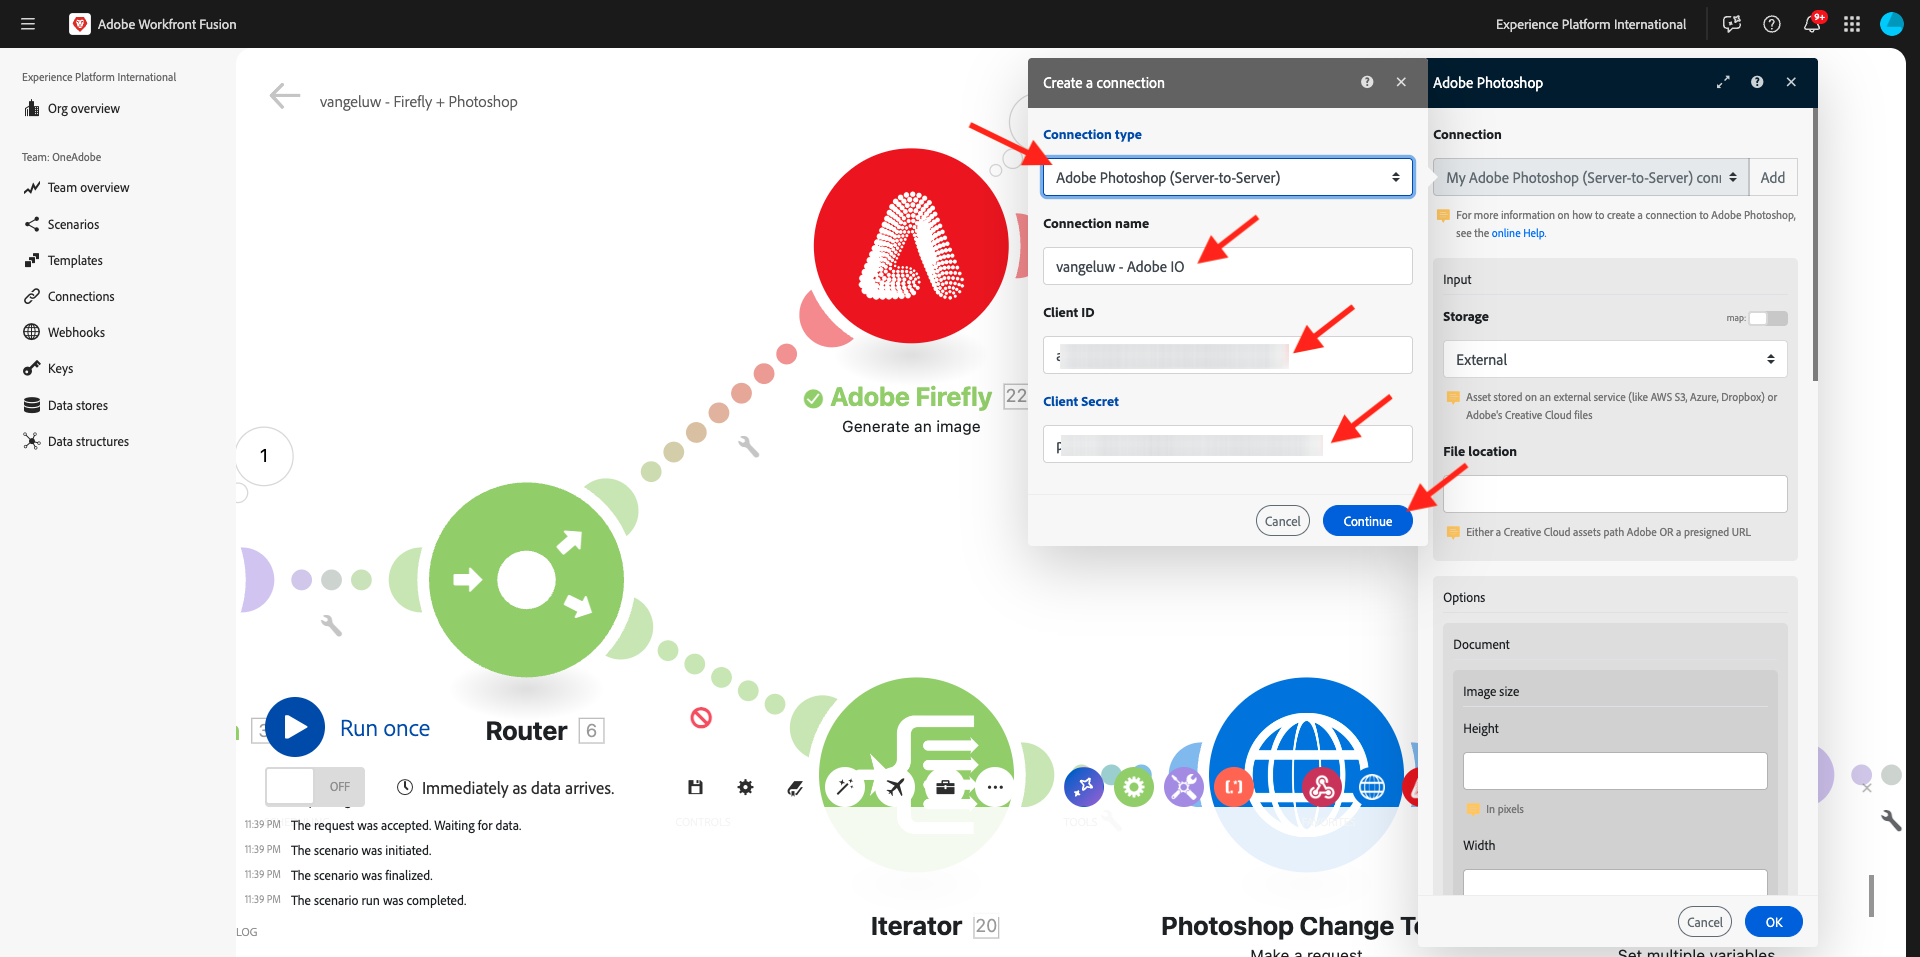 Adobe Workfront Fusion
Experience Platform International
9+
Experience Platform International
Org overview
Team: OneAdobe
Team overview
Scenarios
Templates
Connections
Webhooks
Keys
Data stores
Data structures
vangeluw - Firefly + Photoshop
1
Adobe Firefly 22
Generate an image
Router 6
Run once
OFF
Immediately as data arrives.
CONTROLS
TOOLS
11:39 PM The request was accepted. Waiting for data.
11:39 PM The scenario was initiated.
11:39 PM The scenario was finalized.
11:39 PM The scenario run was completed.
LOG
Iterator 20
Photoshop Change
Make a request
Set multiple variables
Create a connection
Connection type
Adobe Photoshop (Server-to-Server)
Connection name
vangeluw - Adobe IO
Client ID
Client Secret
Cancel
Continue
Adobe Photoshop
Connection
My Adobe Photoshop (Server-to-Server)
Add
For more information on how to create a connection to Adobe Photoshop,
see the online Help.
Input
Storage
map:
External
Asset stored on an external service (like AWS S3, Azure, Dropbox) or
Adobe's Creative Cloud files
File location
Either a Creative Cloud assets path Adobe OR a presigned URL
Options
Document
Image size
Height
In pixels
Width
Cancel
OK